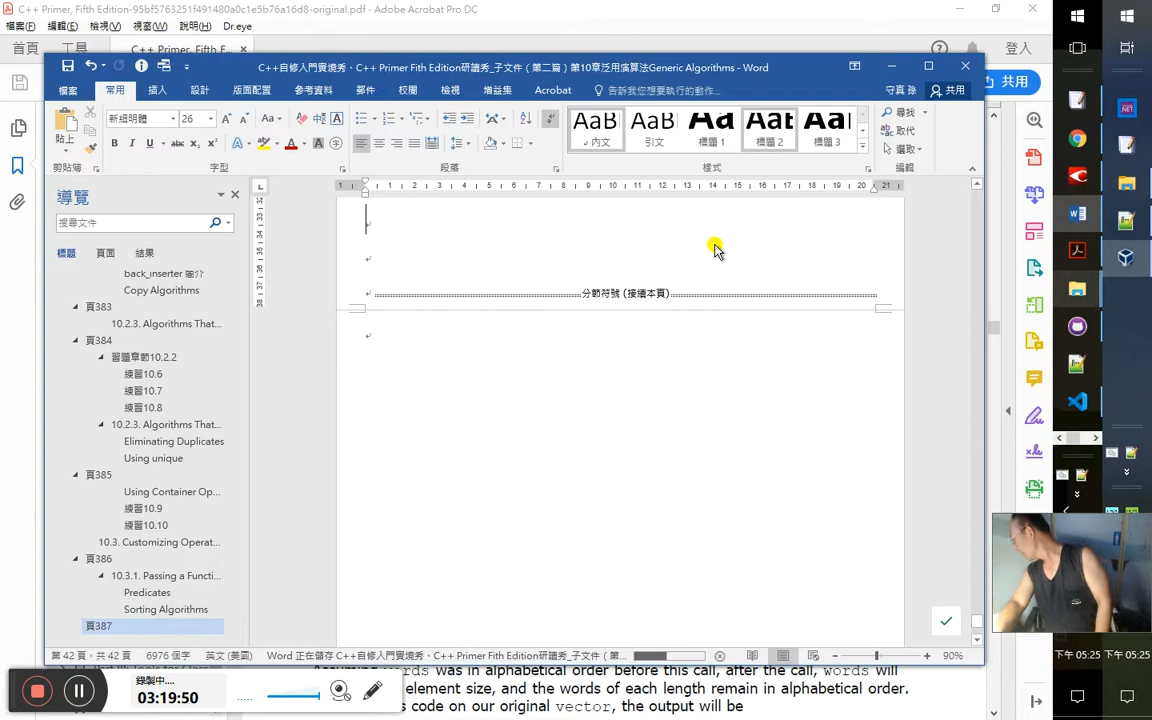 C++ Primer, Fifth Edition-95bf5763721491484040a0c1e5b76a16d8-original.pdf - Adobe Acrobat Pro DC
檔案(F) 編輯(E) 檢視(V) 視窗(W) 說明(H) Dr.eye
首頁 工具 C++ Primer, Fifth E... × 登入
C++自修入門實境秀、C++ Primer Fith Edition研讀秀_子文件（第二篇）第10章泛用演算法Generic Algorithms - Word
共用
檔案 常用 插入 設計 版面配置 參考資料 郵件 校閱 檢視 增益集 Acrobat 告訴我您想要執行的動作... 守真 孫 共用
貼上 新細明體 26 Aa
B I U abc X₂ X²
AaB AaB Aa AaB Aa
內文 引文 標題 1 標題 2 標題 3
尋找
取代
選取
剪貼簿 字型 段落 樣式 編輯
導覽
搜尋文件
標題 頁面 結果
back_inserter 簡介
Copy Algorithms
頁383
10.2.3. Algorithms That...
頁384
習題章節10.2.2
練習10.6
練習10.7
練習10.8
10.2.3. Algorithms That...
Eliminating Duplicates
Using unique
頁385
Using Container Op...
練習10.9
練習10.10
10.3. Customizing Operat...
頁386
10.3.1. Passing a Functi...
Predicates
Sorting Algorithms
頁387
分節符號 (接續本頁)
第 42 頁，共 42 頁 6976 個字 英文 (美國) Word 正在儲存 C++自修入門實境秀、C++ Primer Fith Edition研讀秀_子文件（第... 90%
words was in alphabetical order before this call, after the call, words will
element size, and the words of each length remain in alphabetical order.
s code on our original vector, the output will be
錄製中...
03:19:50
下午 05:25 下午 05:25